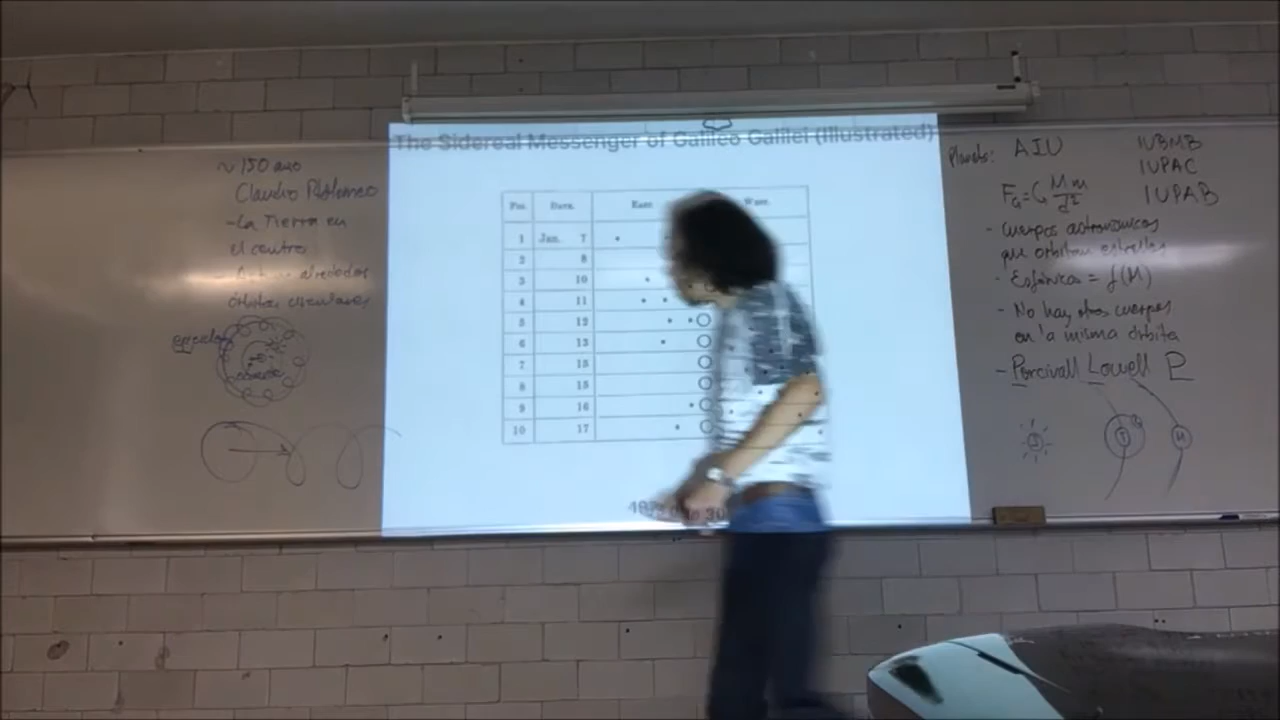 ~ 150 
Claudio Ptolomeo
- La Tierra en
el centro
alrededor
órbitas circulares
The Sidereal Messenger of Galileo Galilei (Illustrated)
Date. East West.
1 Jan. 7
2 8
3 10
4 11
5 12
6 13
7 15
8 15
9 16
10 17
Planeta: AIU
IUBMB
IUPAC
IUPAB
F_G = G Mm/d²
- cuerpos astronómicos
que orbitan estrellas
- Esférica = f(M)
- No hay otros cuerpos
en la misma órbita
- Percivall Lowell P
S T M